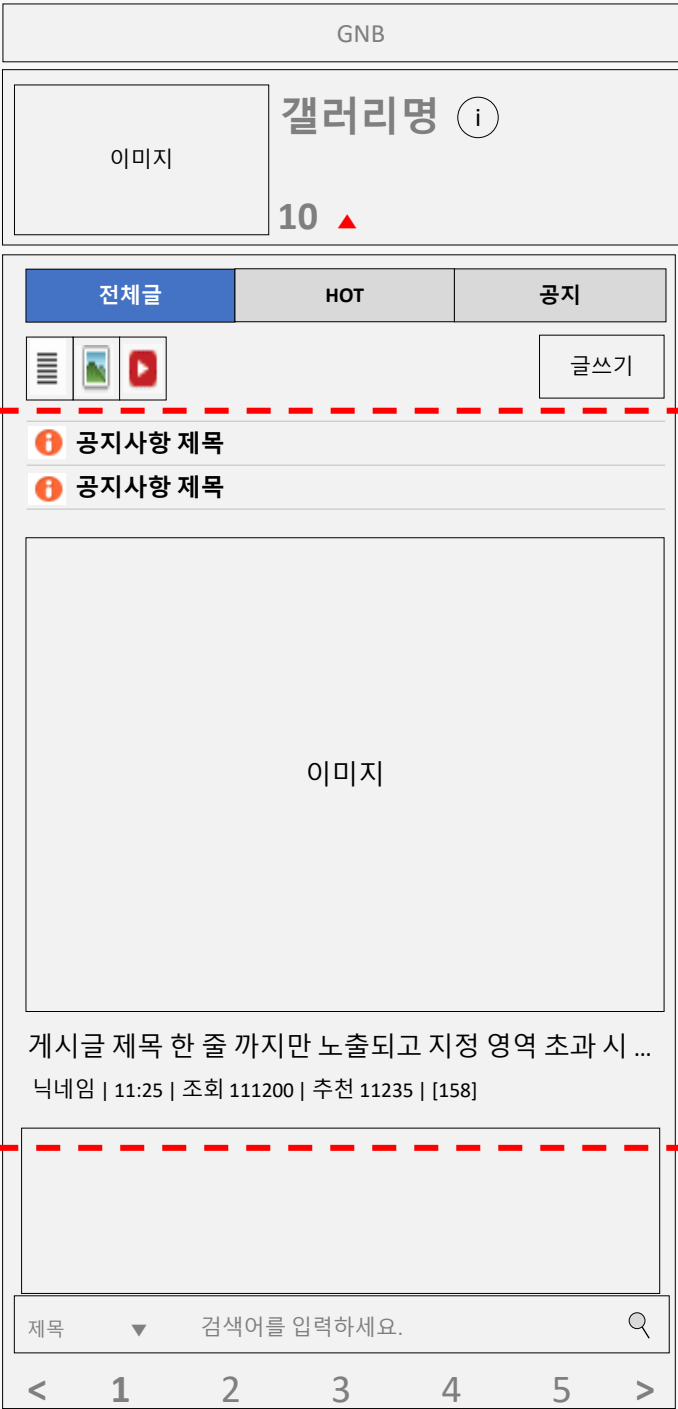 GNB
갤러리명 i
이미지
10 ▲
전체글 HOT 공지
글쓰기
공지사항 제목
공지사항 제목
이미지
게시글 제목 한 줄 까지만 노출되고 지정 영역 초과 시 ...
닉네임 | 11:25 | 조회 111200 | 추천 11235 | [158]
제목 ▼ 검색어를 입력하세요.
< 1 2 3 4 5 >